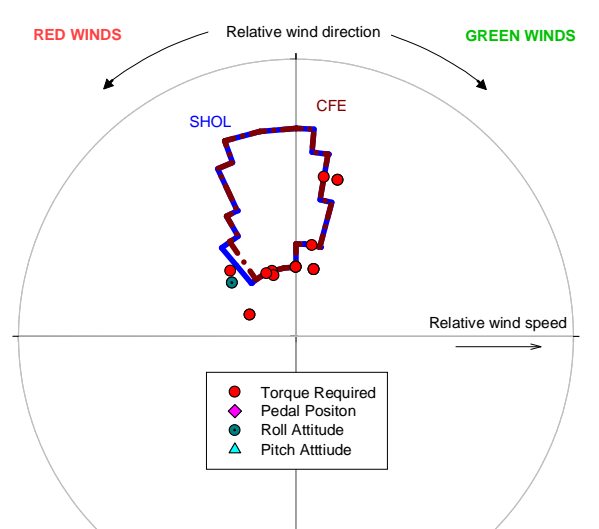 RED WINDS
Relative wind direction
GREEN WINDS
SHOL
CFE
Relative wind speed
Torque Required
Pedal Positon
Roll Attitude
Pitch Atttiude